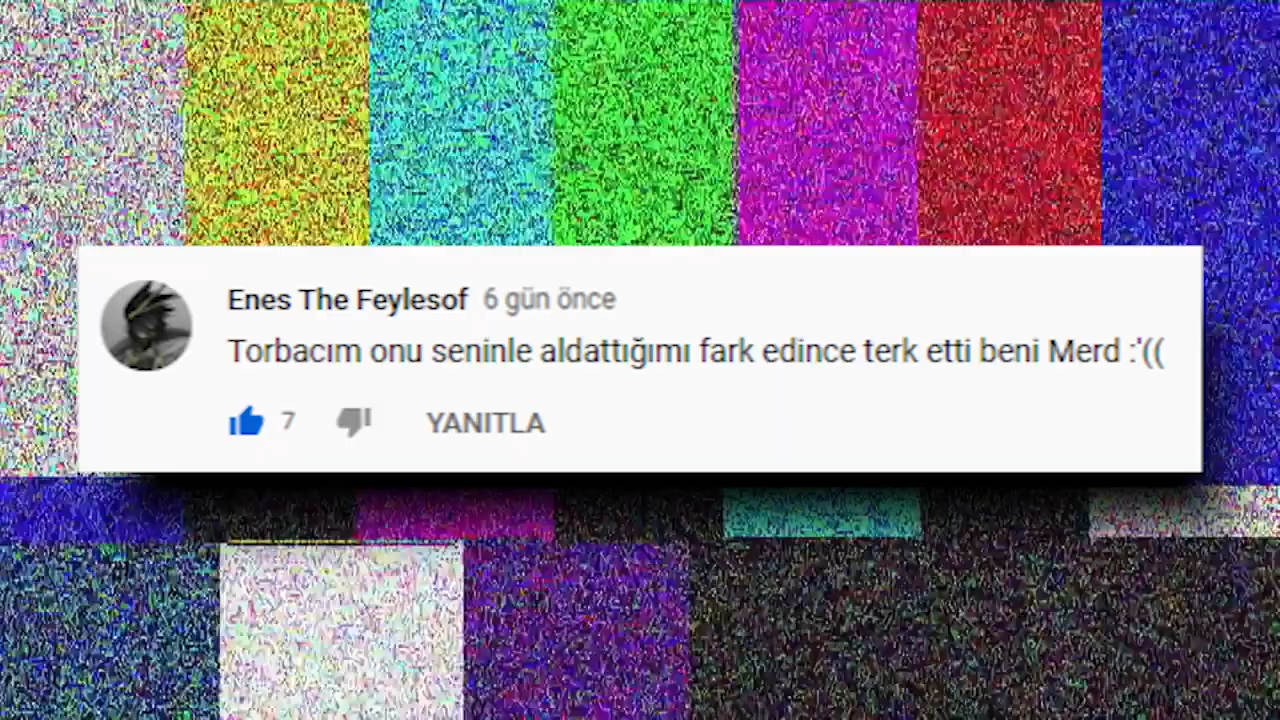 Enes The Feylesof 6 gün önce
Torbacım onu seninle aldattığımı fark edince terk etti beni Merd :'((
7 YANITLA